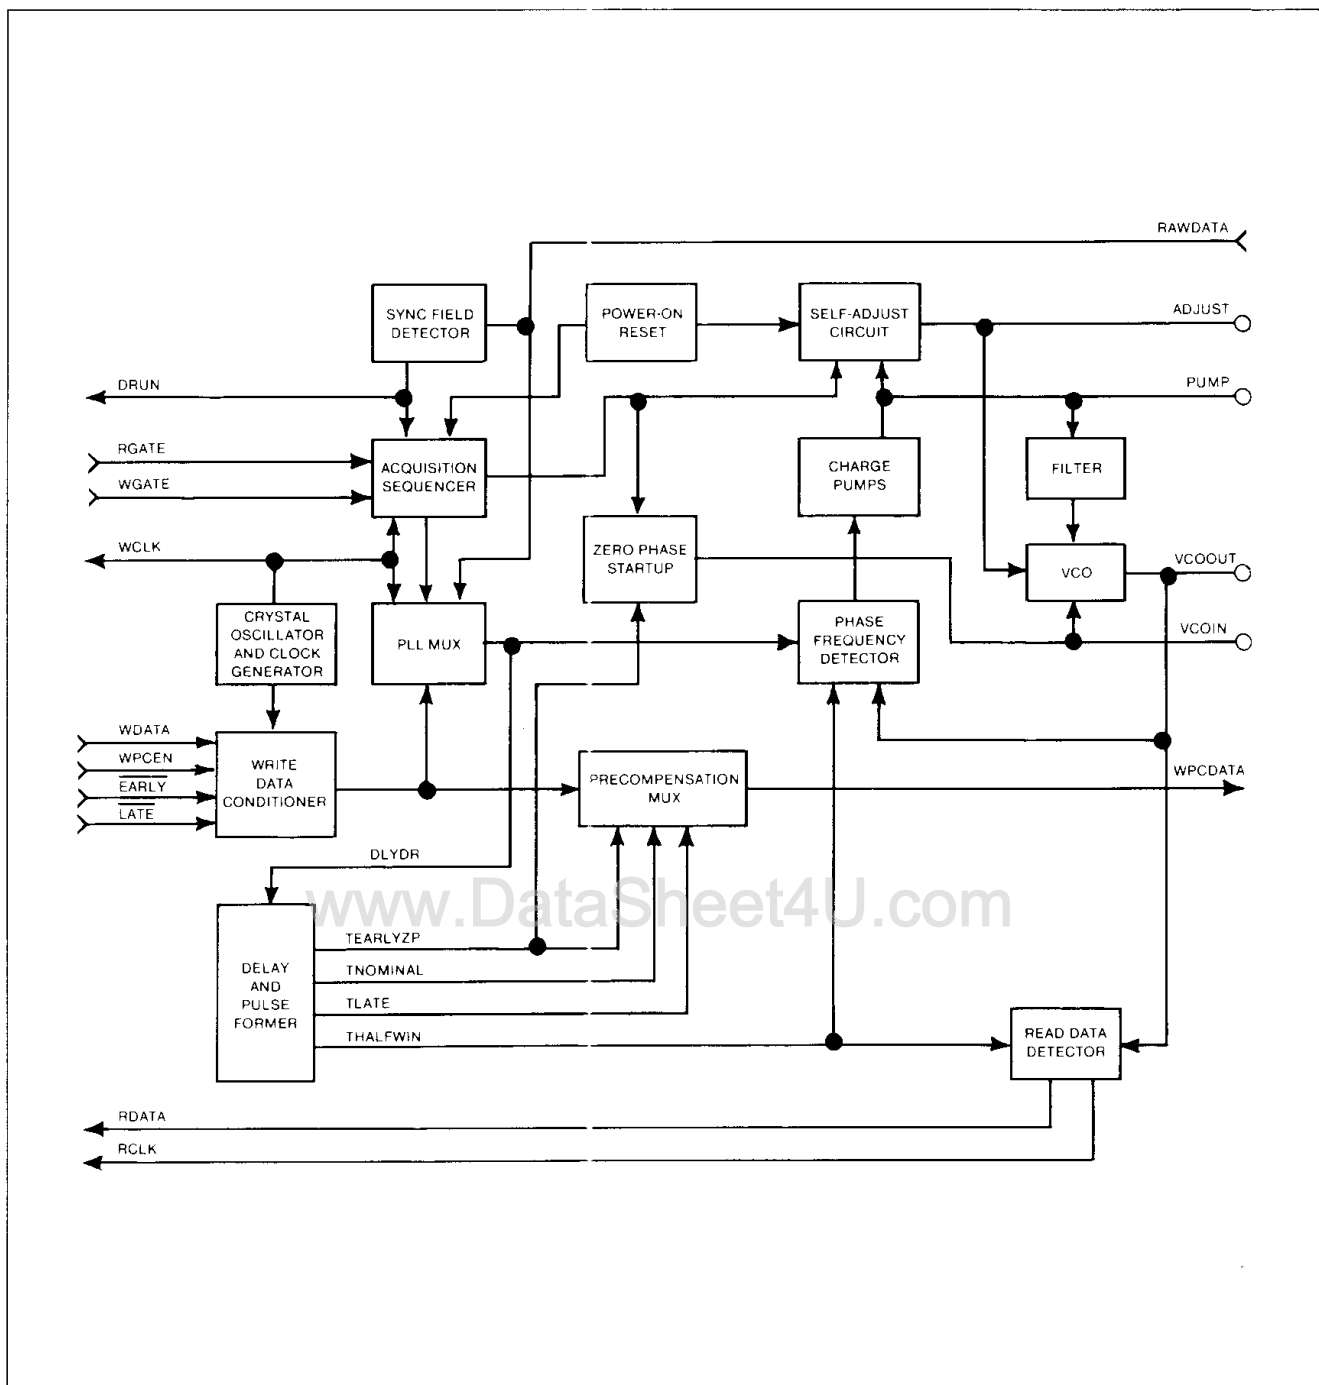 RAWDATA
SYNC FIELD
DETECTOR
POWER-ON
RESET
SELF-ADJUST
CIRCUIT
ADJUST
DRUN
PUMP
RGATE
WGATE
ACQUISITION
SEQUENCER
CHARGE
PUMPS
FILTER
WCLK
ZERO PHASE
STARTUP
VCO
VCOOUT
CRYSTAL
OSCILLATOR
AND CLOCK
GENERATOR
PLL MUX
PHASE
FREQUENCY
DETECTOR
VCOIN
WDATA
WPCEN
EARLY
LATE
WRITE
DATA
CONDITIONER
PRECOMPENSATION
MUX
WPCDATA
DLYDR
www.DataSheet4U.com
DELAY
AND
PULSE
FORMER
TEARLYZP
TNOMINAL
TLATE
THALFWIN
READ DATA
DETECTOR
RDATA
RCLK